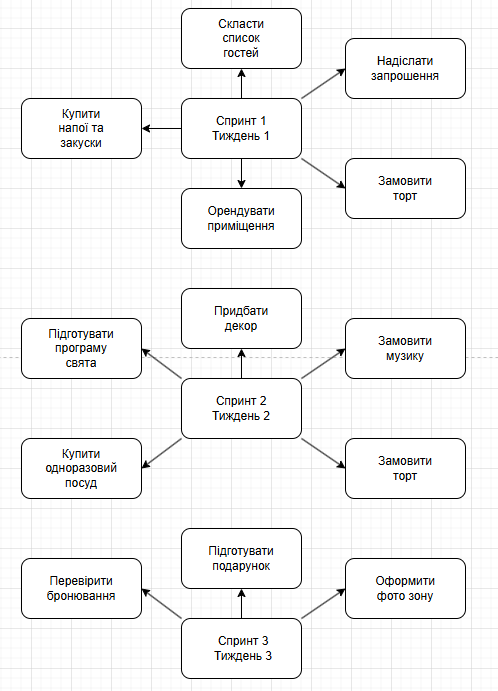 Скласти
список
гостей
Надіслати
запрошення
Купити
напої та
закуски
Спринт 1
Тиждень 1
Замовити
торт
Орендувати
приміщення
Придбати
декор
Підготувати
програму
свята
Замовити
музику
Спринт 2
Тиждень 2
Купити
одноразовий
посуд
Замовити
торт
Підготувати
подарунок
Перевірити
бронювання
Оформити
фото зону
Спринт 3
Тиждень 3